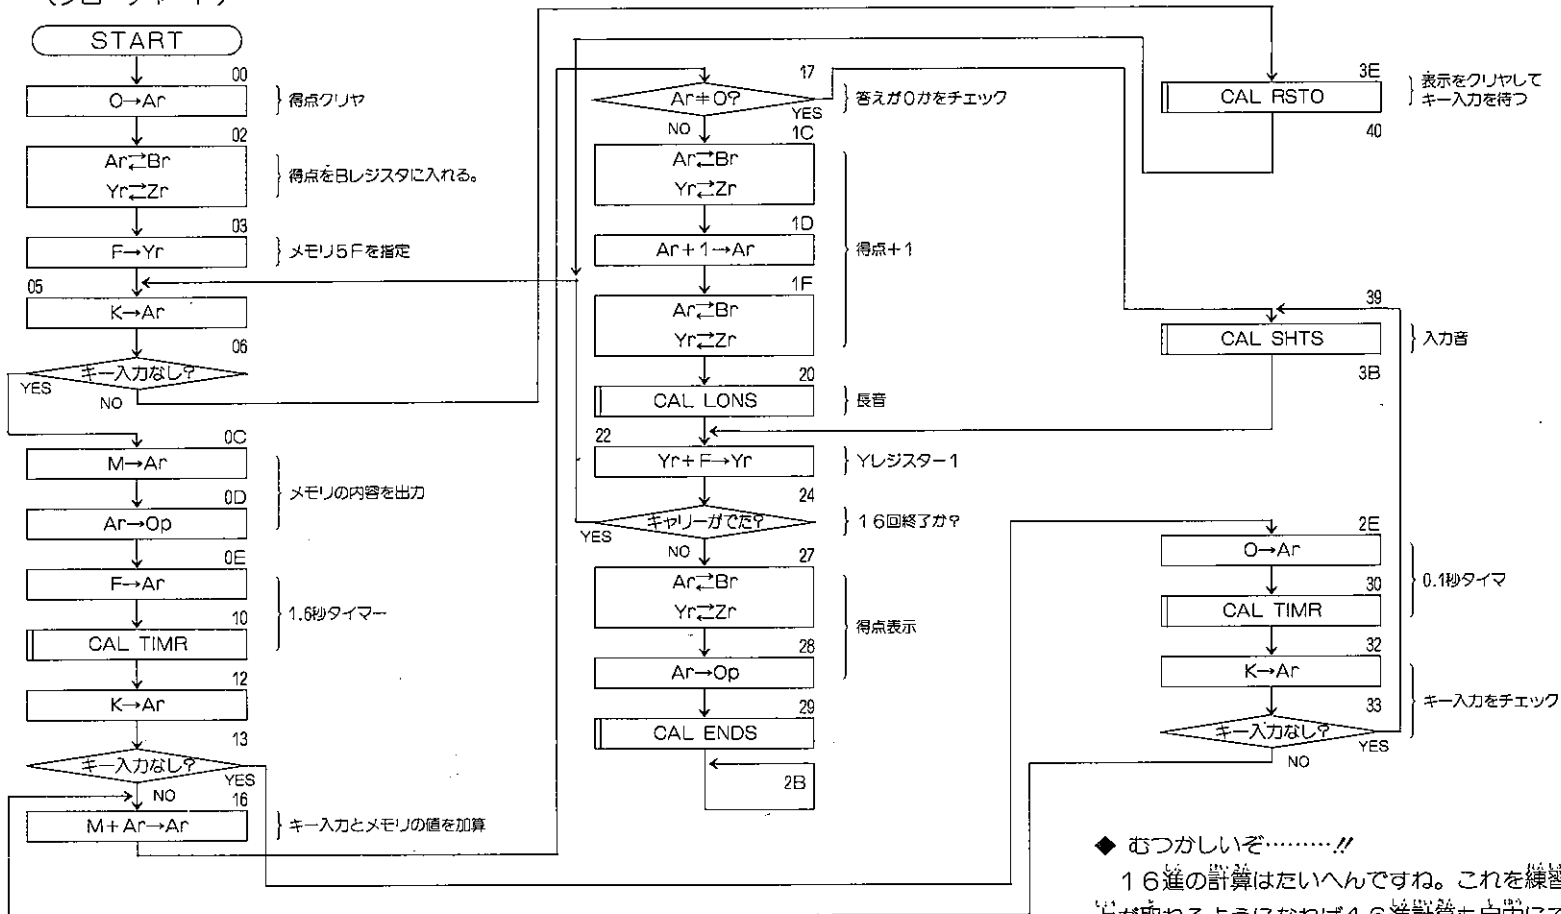 START
00
O→Ar
得点クリヤ
02
Ar⇄Br
Yr⇄Zr
得点をBレジスタに入れる。
03
F→Yr
メモリ5Fを指定
05
K→Ar
06
キー入力なし?
YES
NO
0C
M→Ar
0D
メモリの内容を出力
Ar→Op
0E
F→Ar
1.6秒タイマー
10
CAL TIMR
12
K→Ar
13
キー入力なし?
YES
NO
16
M+Ar→Ar
キー入力とメモリの値を加算
17
Ar≠O?
答えが0かをチェック
YES
NO
1C
Ar⇄Br
Yr⇄Zr
1D
Ar+1→Ar
得点+1
1F
Ar⇄Br
Yr⇄Zr
20
CAL LONS
長音
22
Yr+F→Yr
Yレジスター1
24
キャリーがでた?
16回終了か?
YES
NO
27
Ar⇄Br
Yr⇄Zr
得点表示
28
Ar→Op
29
CAL ENDS
2B
3E
CAL RSTO
表示をクリヤして
キー入力を待つ
40
39
CAL SHTS
入力音
3B
2E
O→Ar
0.1秒タイマ
30
CAL TIMR
32
K→Ar
キー入力をチェック
33
キー入力なし?
YES
NO
◆ むつかしいぞ………!!
16進の計算はたいへんですね。これを練習